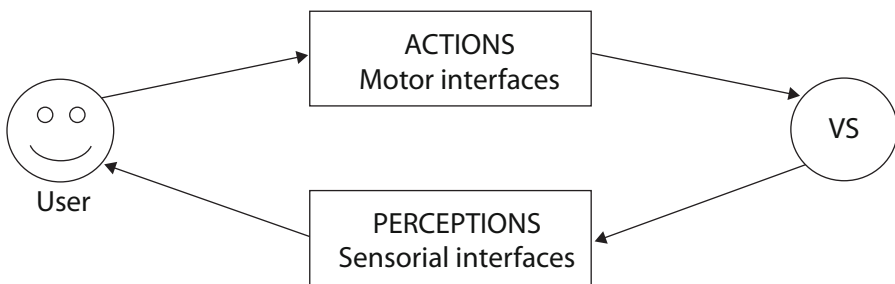 ACTIONS
Motor interfaces
VS
User
PERCEPTIONS
Sensorial interfaces